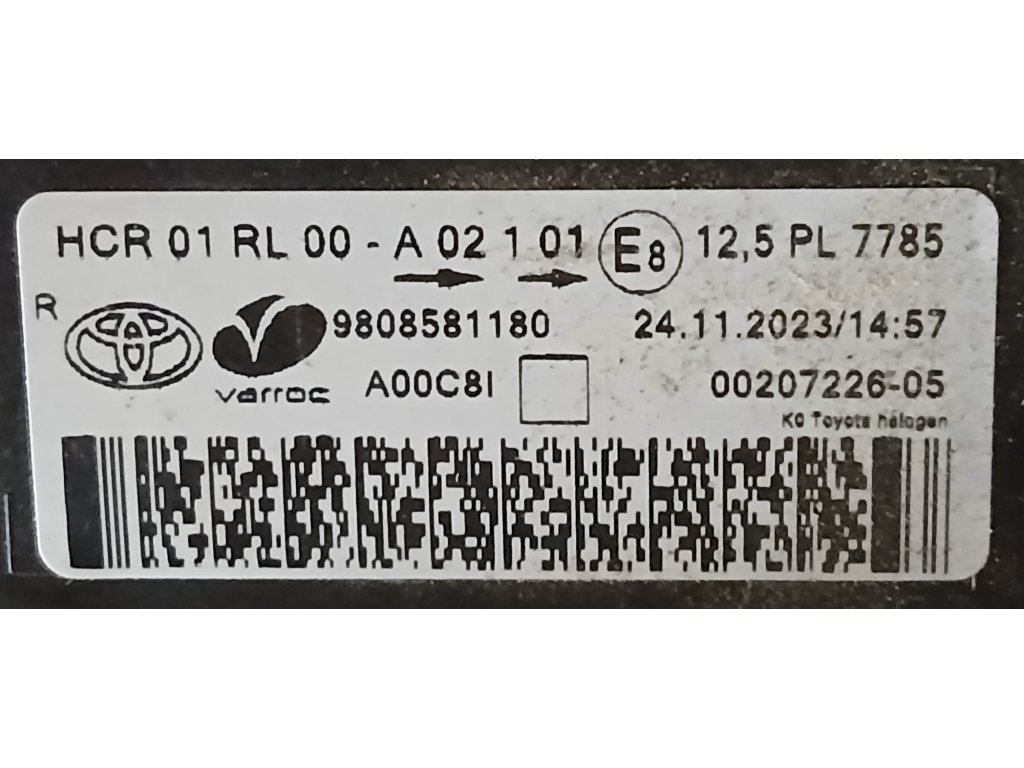 HCR 01 RL 00 - A 02 1 01 E8 12,5 PL 7785
R
varroc 9808581180 24.11.2023/14:57
A00C8I 00207226-05
K0 Toyota halogen